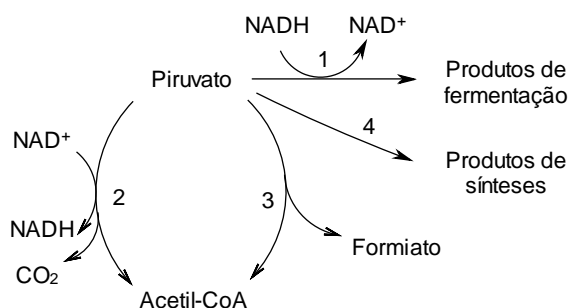 NADH NAD⁺
1
Piruvato
Produtos de
fermentação
4
NAD⁺
Produtos de
sínteses
2
3
NADH
Formiato
CO₂
Acetil-CoA